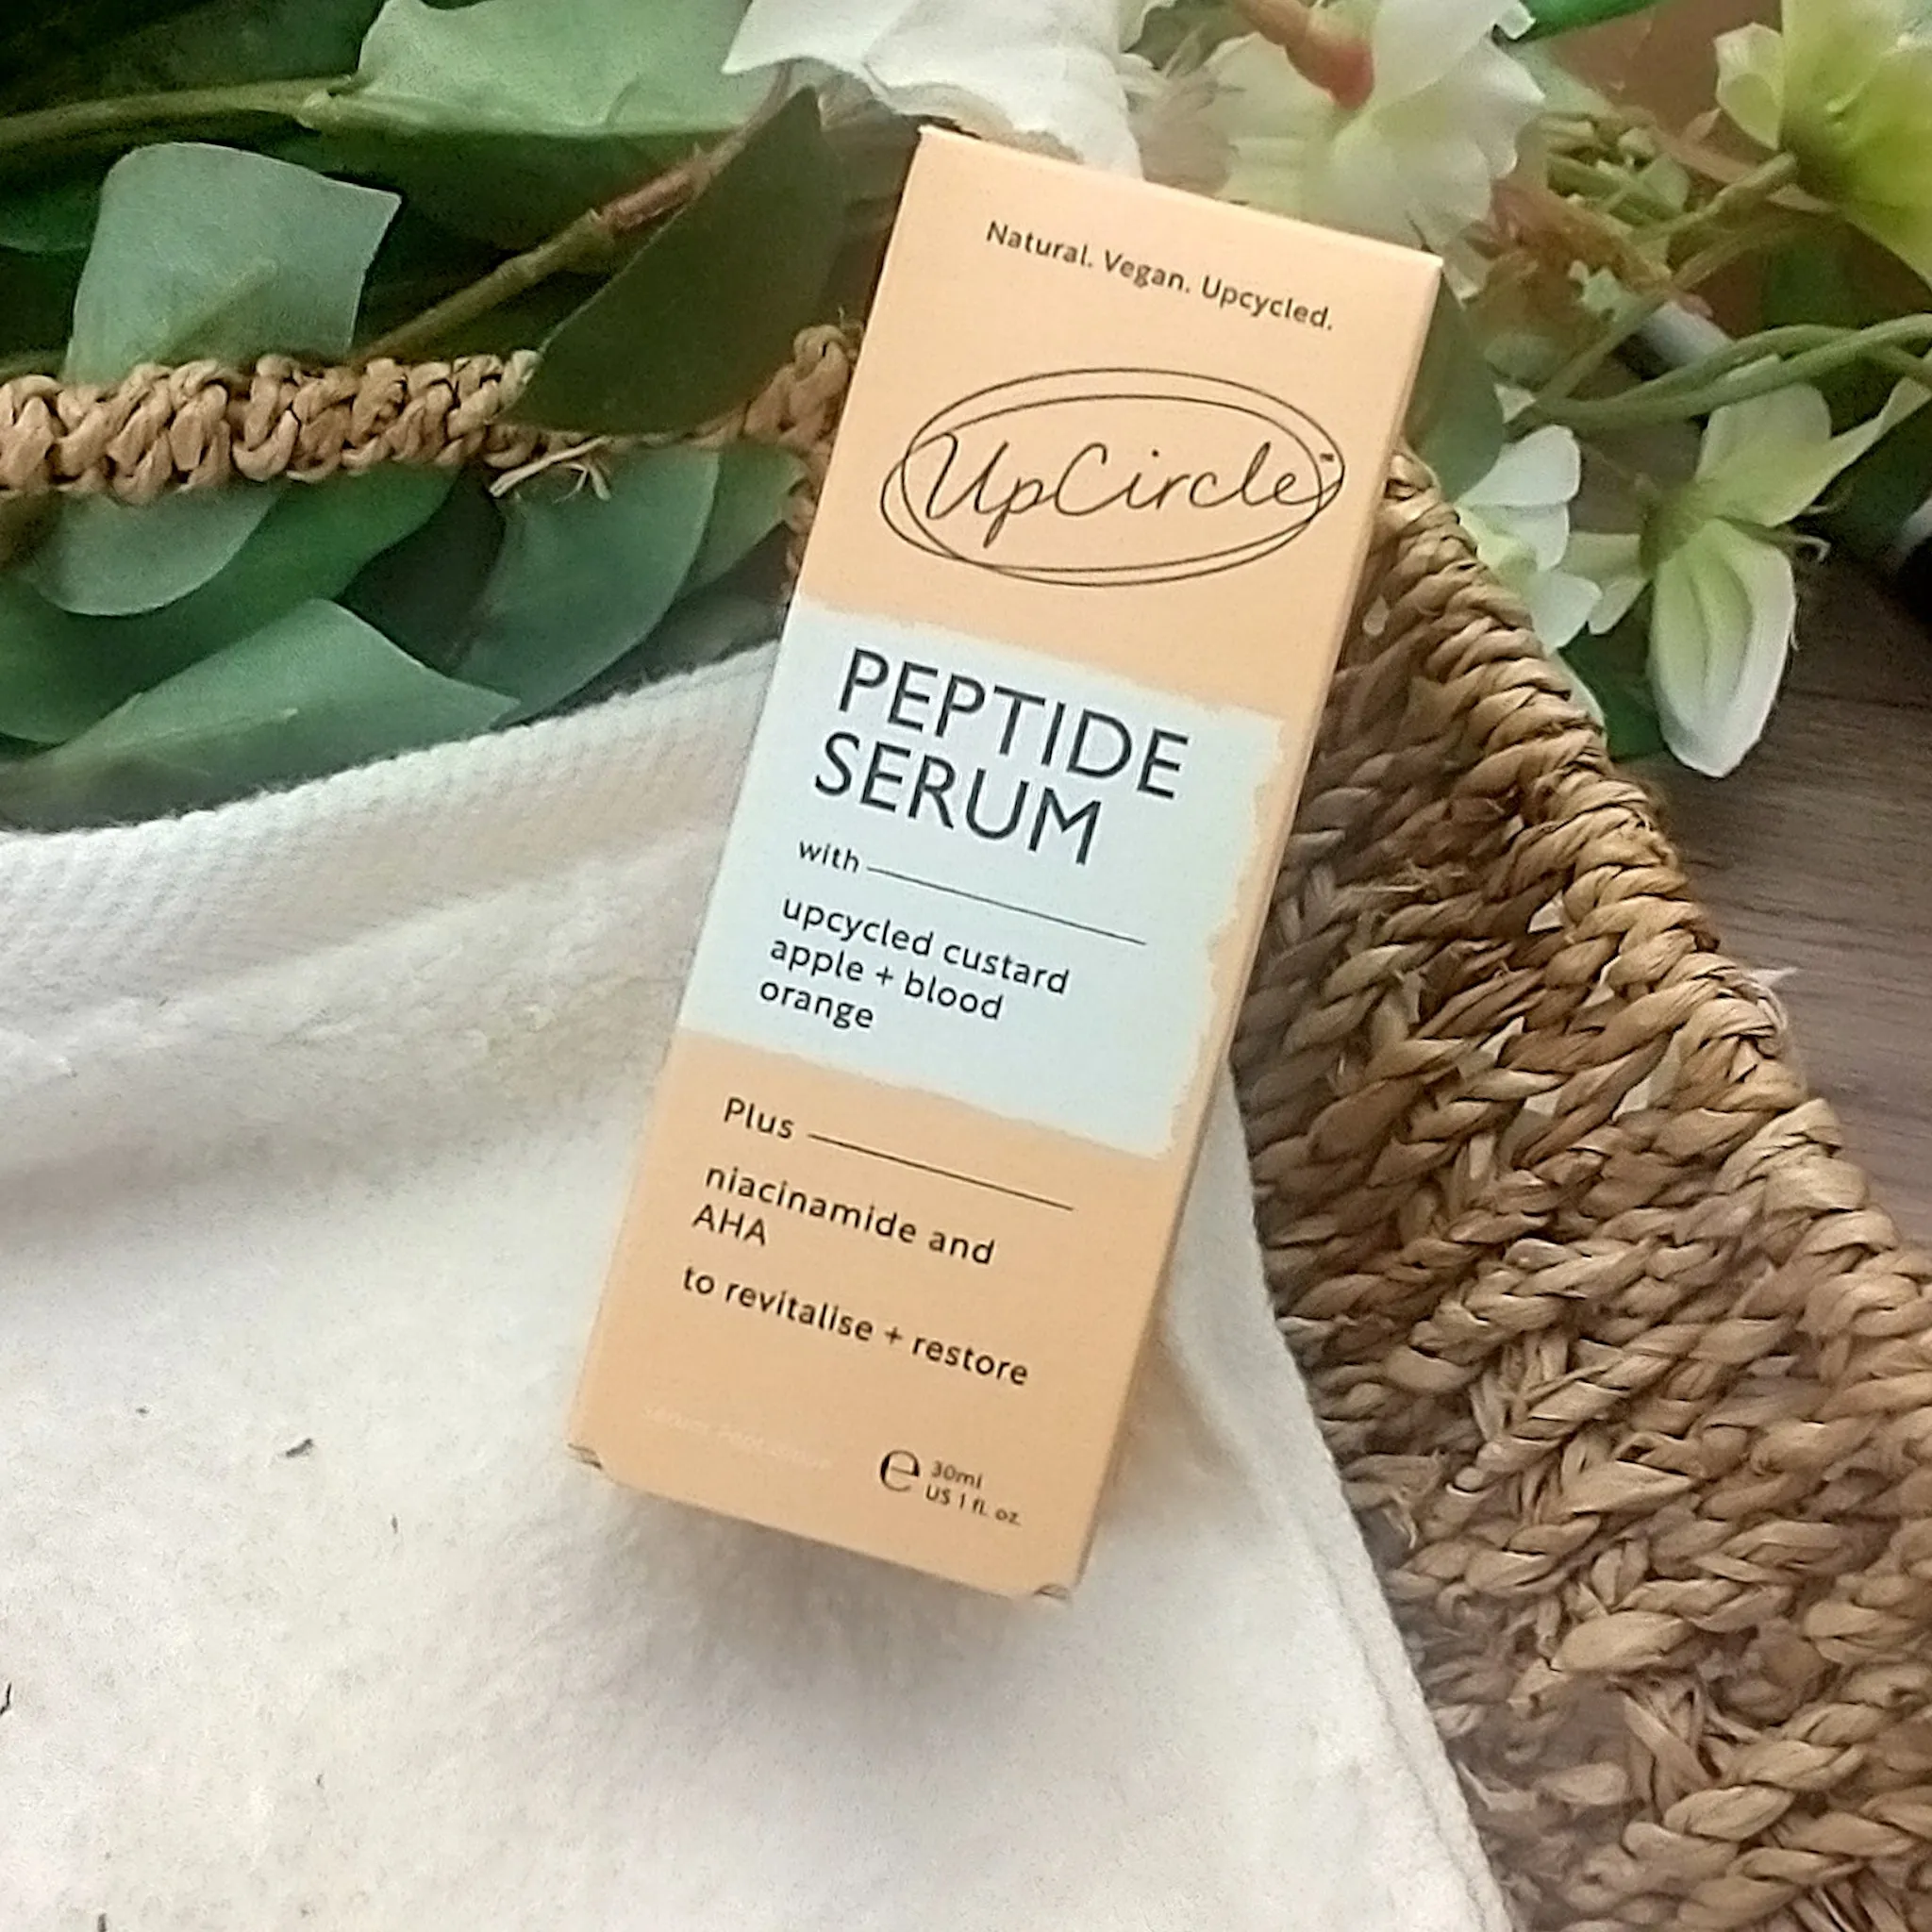 Natural. Vegan. Upcycled.
UpCircle™
PEPTIDE
SERUM
with
upcycled custard
apple + blood
orange
Plus
niacinamide and
AHA
to revitalise + restore
℮ 30ml
US 1 fl. oz.